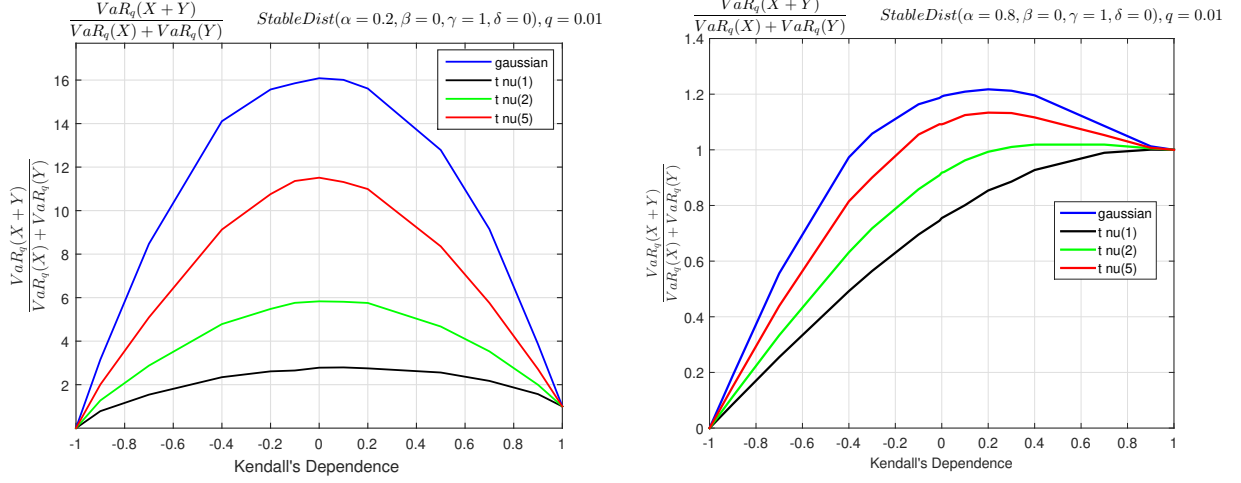 VaR_q(X + Y)
VaR_q(X) + VaR_q(Y)
StableDist(α = 0.2, β = 0, γ = 1, δ = 0), q = 0.01
16
14
12
10
8
6
4
2
VaR_q(X + Y)
VaR_q(X) + VaR_q(Y)
gaussian
t nu(1)
t nu(2)
t nu(5)
-1 -0.8 -0.6 -0.4 -0.2 0 0.2 0.4 0.6 0.8 1
Kendall's Dependence
VaR_q(X + Y)
VaR_q(X) + VaR_q(Y)
StableDist(α = 0.8, β = 0, γ = 1, δ = 0), q = 0.01
1.4
1.2
1
0.8
0.6
0.4
0.2
0
VaR_q(X + Y)
VaR_q(X) + VaR_q(Y)
gaussian
t nu(1)
t nu(2)
t nu(5)
-1 -0.8 -0.6 -0.4 -0.2 0 0.2 0.4 0.6 0.8 1
Kendall's Dependence